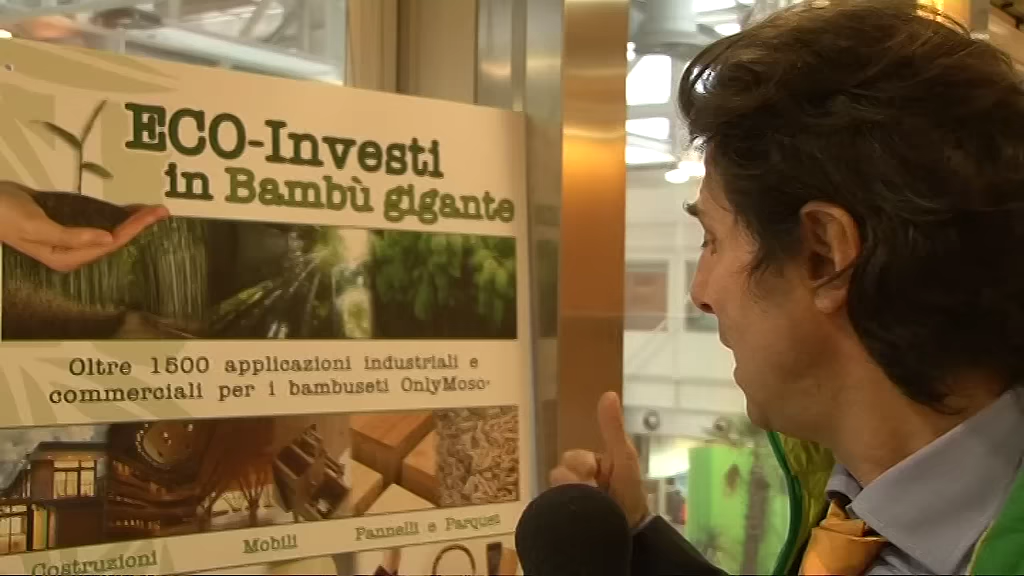 ECO-Investi
in Bambù gigante
Oltre 1500 applicazioni industriali e
commerciali per i bambuseti OnlyMoso
Costruzioni
Mobili
Pannelli e Parquet